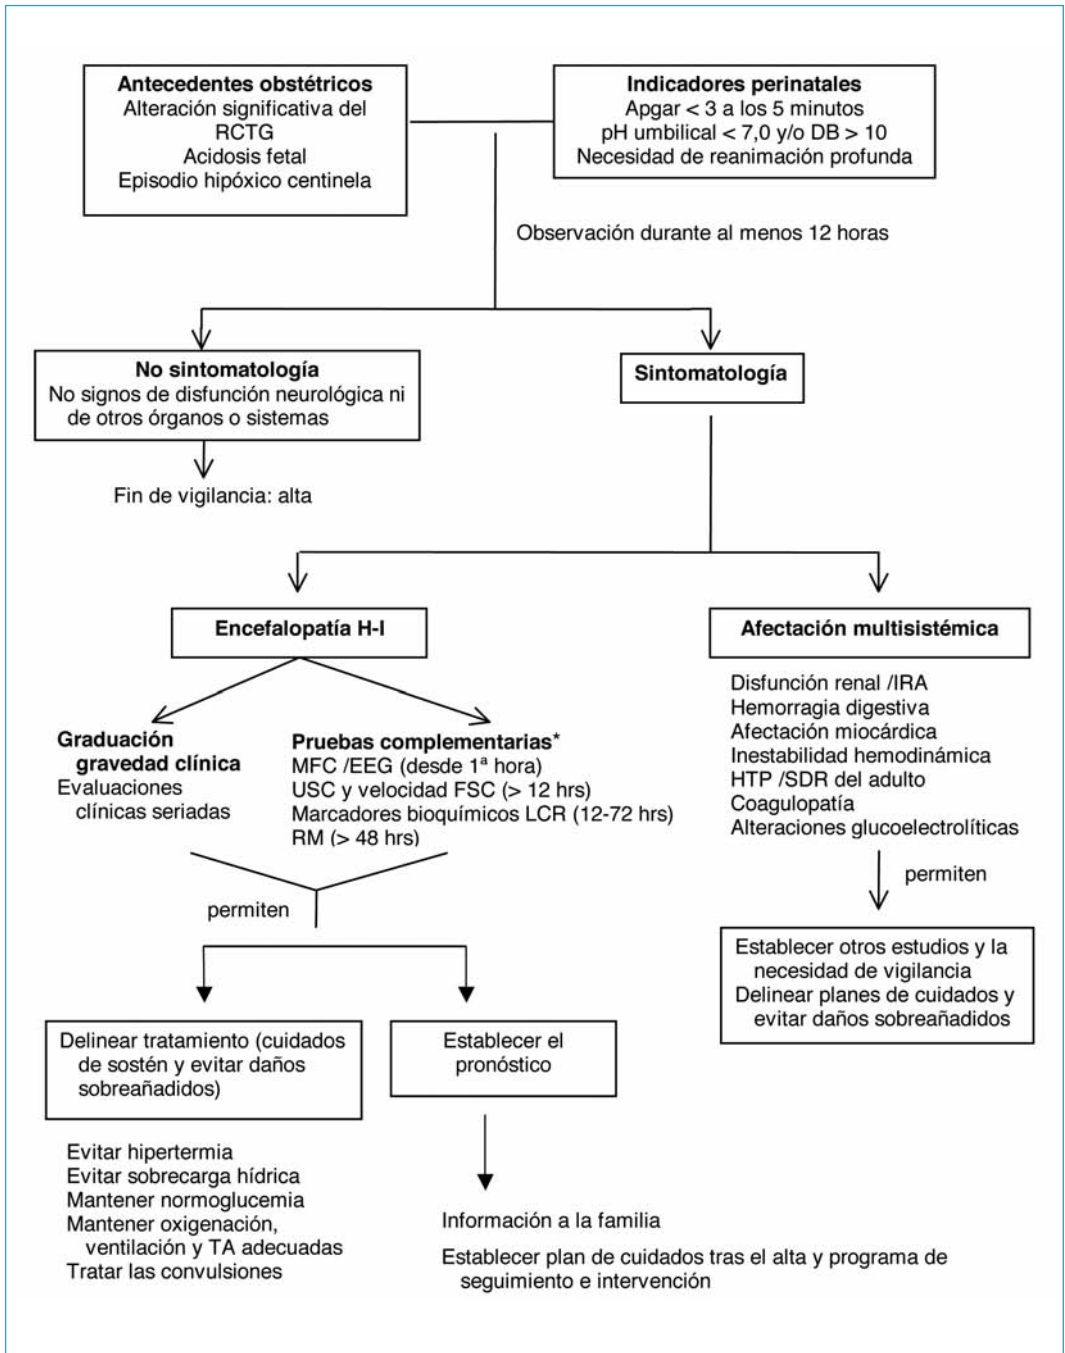 Antecedentes obstétricos
Alteración significativa del
RCTG
Acidosis fetal
Episodio hipóxico centinela
Indicadores perinatales
Apgar < 3 a los 5 minutos
pH umbilical < 7,0 y/o DB > 10
Necesidad de reanimación profunda
Observación durante al menos 12 horas
No sintomatología
No signos de disfunción neurológica ni
de otros órganos o sistemas
Fin de vigilancia: alta
Sintomatología
Encefalopatía H-I
Graduación
gravedad clínica
Evaluaciones
clínicas seriadas
Pruebas complementarias*
MFC /EEG (desde 1ª hora)
USC y velocidad FSC (> 12 hrs)
Marcadores bioquímicos LCR (12-72 hrs)
RM (> 48 hrs)
permiten
Afectación multisistémica
Disfunción renal /IRA
Hemorragia digestiva
Afectación miocárdica
Inestabilidad hemodinámica
HTP /SDR del adulto
Coagulopatía
Alteraciones glucoelectrolíticas
permiten
Establecer otros estudios y la
necesidad de vigilancia
Delinear planes de cuidados y
evitar daños sobreañadidos
Delinear tratamiento (cuidados
de sostén y evitar daños
sobreañadidos)
Evitar hipertermia
Evitar sobrecarga hídrica
Mantener normoglucemia
Mantener oxigenación,
ventilación y TA adecuadas
Tratar las convulsiones
Establecer el
pronóstico
Información a la familia
Establecer plan de cuidados tras el alta y programa de
seguimiento e intervención